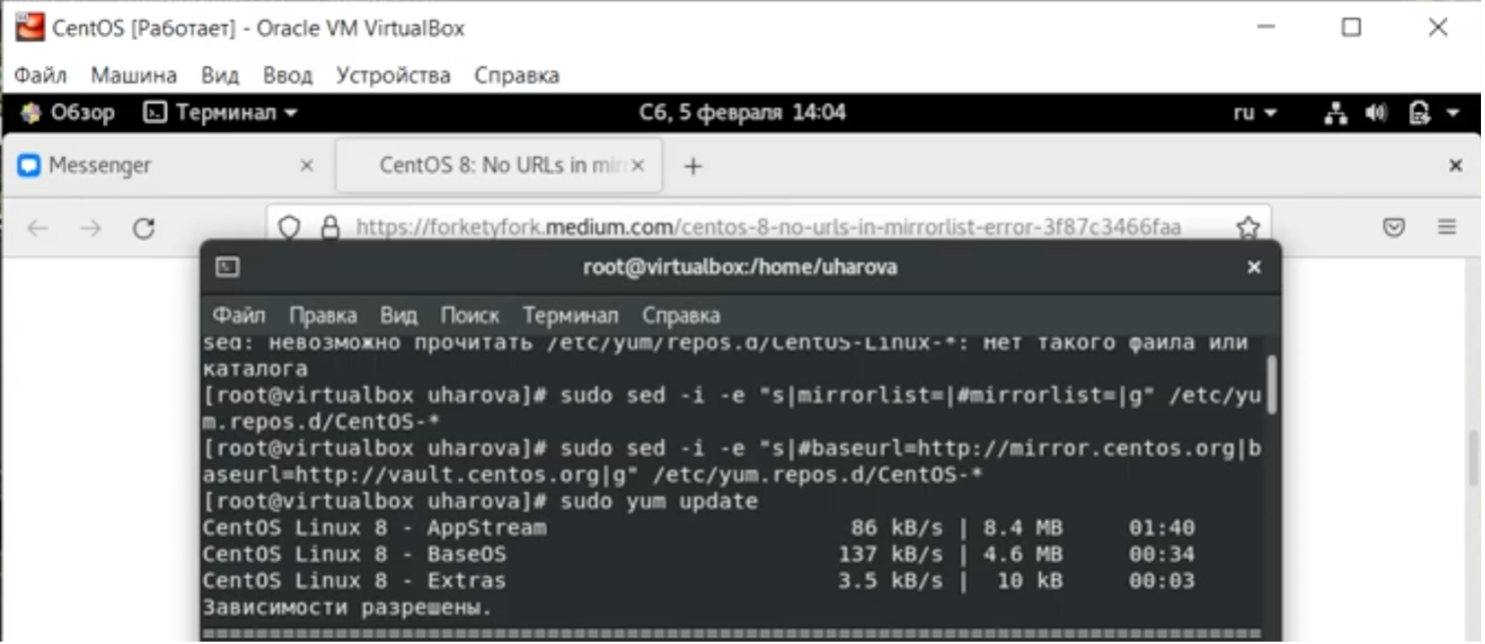 CentOS [Работает] - Oracle VM VirtualBox
Файл Машина Вид Ввод Устройства Справка
Обзор Терминал Сб, 5 февраля 14:04 ru
Messenger CentOS 8: No URLs in mirr
https://forketyfork.medium.com/centos-8-no-urls-in-mirrorlist-error-3f87c3466faa
root@virtualbox:/home/uharova
Файл Правка Вид Поиск Терминал Справка
sed: невозможно прочитать /etc/yum/repos.d/CentOS-Linux-*: Нет такого файла или
каталога
[root@virtualbox uharova]# sudo sed -i -e "s|mirrorlist=|#mirrorlist=|g" /etc/yu
m.repos.d/CentOS-*
[root@virtualbox uharova]# sudo sed -i -e "s|#baseurl=http://mirror.centos.org|b
aseurl=http://vault.centos.org|g" /etc/yum.repos.d/CentOS-*
[root@virtualbox uharova]# sudo yum update
CentOS Linux 8 - AppStream 86 kB/s | 8.4 MB 01:40
CentOS Linux 8 - BaseOS 137 kB/s | 4.6 MB 00:34
CentOS Linux 8 - Extras 3.5 kB/s | 10 kB 00:03
Зависимости разрешены.